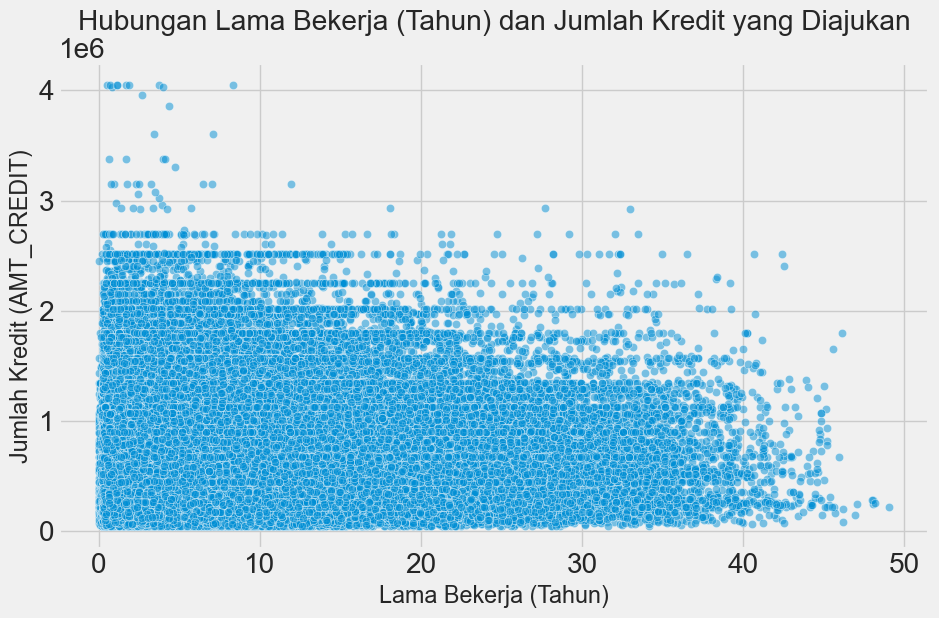 Hubungan Lama Bekerja (Tahun) dan Jumlah Kredit yang Diajukan
1e6
4
3
2
1
0
Jumlah Kredit (AMT_CREDIT)
0 10 20 30 40 50
Lama Bekerja (Tahun)